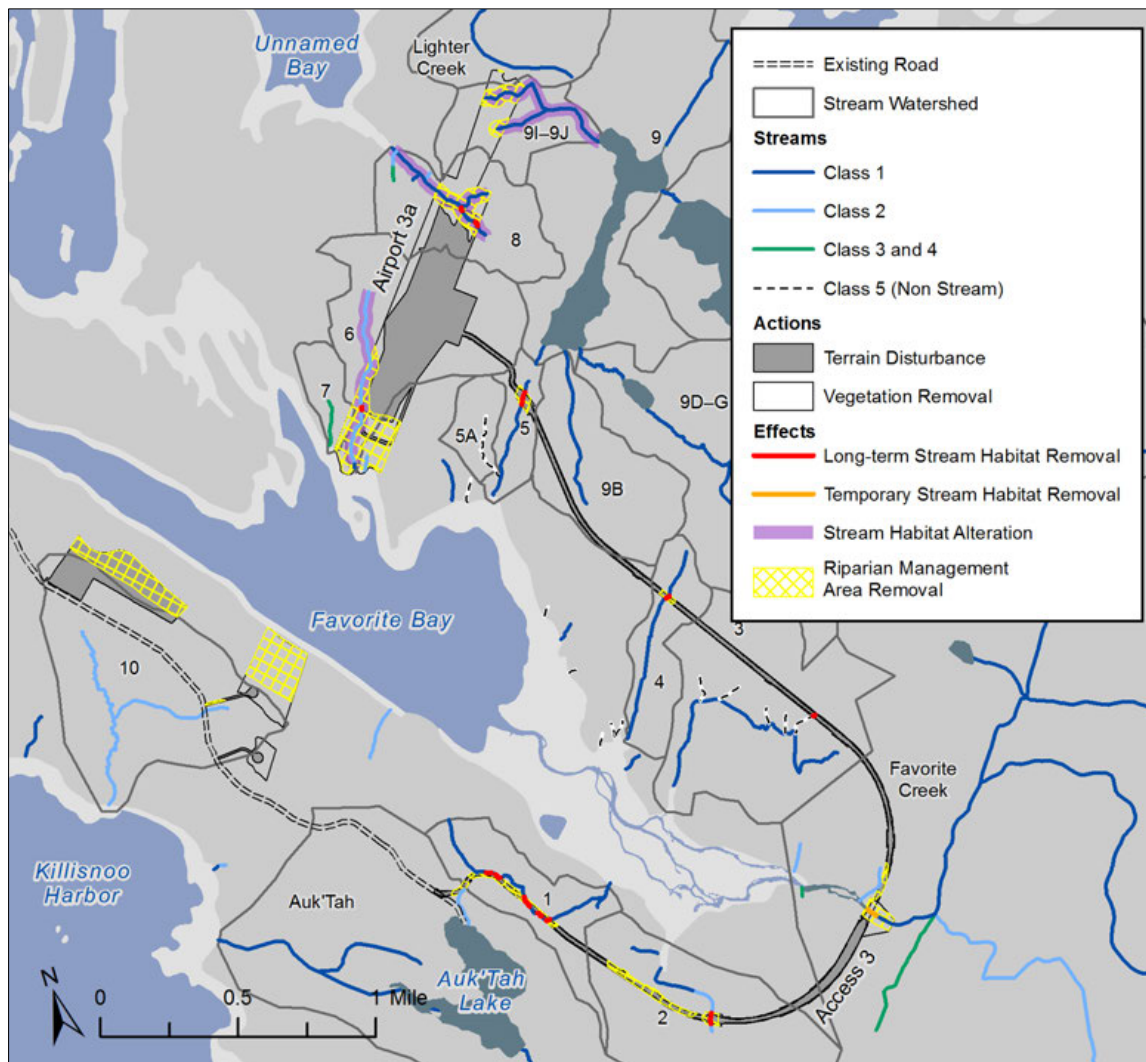 Unnamed
Bay
Lighter
Creek
9I–9J
9
8
Airport 3a
6
7
5A
5
9D–G
9B
3
4
Favorite Bay
10
Favorite
Creek
Killisnoo
Harbor
Auk'Tah
1
Auk'Tah
Lake
2
Access 3
N
0
0.5
1 Mile
Existing Road
Stream Watershed
Streams
Class 1
Class 2
Class 3 and 4
Class 5 (Non Stream)
Actions
Terrain Disturbance
Vegetation Removal
Effects
Long-term Stream Habitat Removal
Temporary Stream Habitat Removal
Stream Habitat Alteration
Riparian Management
Area Removal